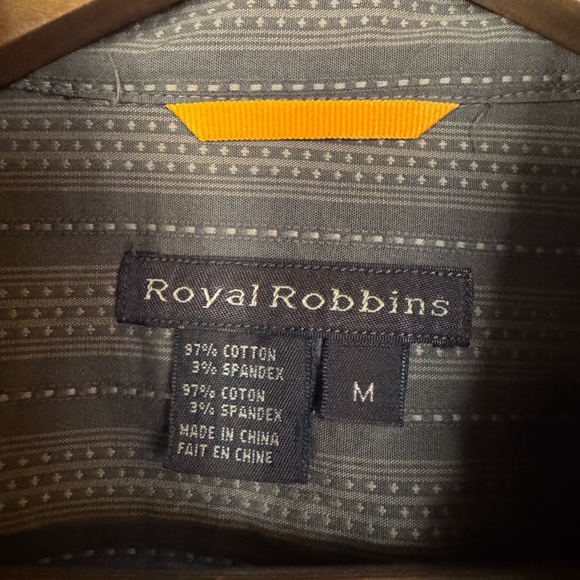 Royal Robbins
97% COTTON
3% SPANDEX
97% COTON
3% SPANDEX
MADE IN CHINA
FAIT EN CHINE
M